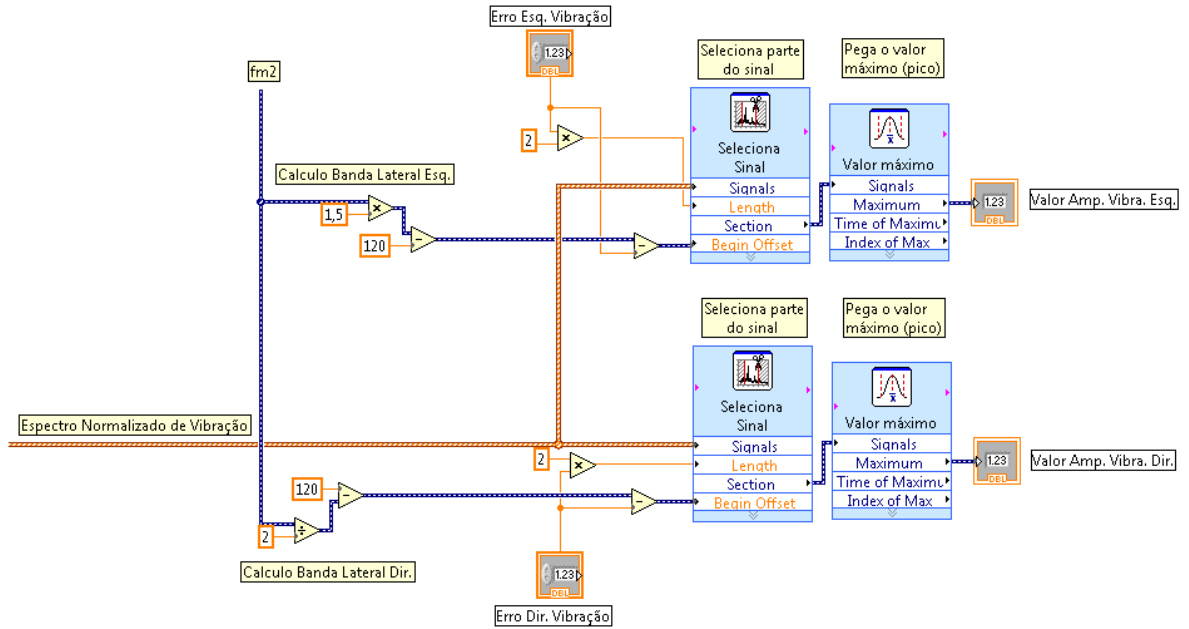 Erro Esq. Vibração
1.23
DBL
fm2
Seleciona parte
do sinal
Pega o valor
máximo (pico)
2
×
Seleciona
Sinal
Valor máximo
Calculo Banda Lateral Esq.
1,5
×
120
−
−
Signals
Length
Section
Begin Offset
Signals
Maximum
Time of Maximu
Index of Max
1.23
DBL
Valor Amp. Vibra. Esq.
Seleciona parte
do sinal
Pega o valor
máximo (pico)
Espectro Normalizado de Vibração
Seleciona
Sinal
Valor máximo
2
×
120
−
−
2
÷
Signals
Length
Section
Begin Offset
Signals
Maximum
Time of Maximu
Index of Max
1.23
DBL
Valor Amp. Vibra. Dir.
Calculo Banda Lateral Dir.
1.23
DBL
Erro Dir. Vibração